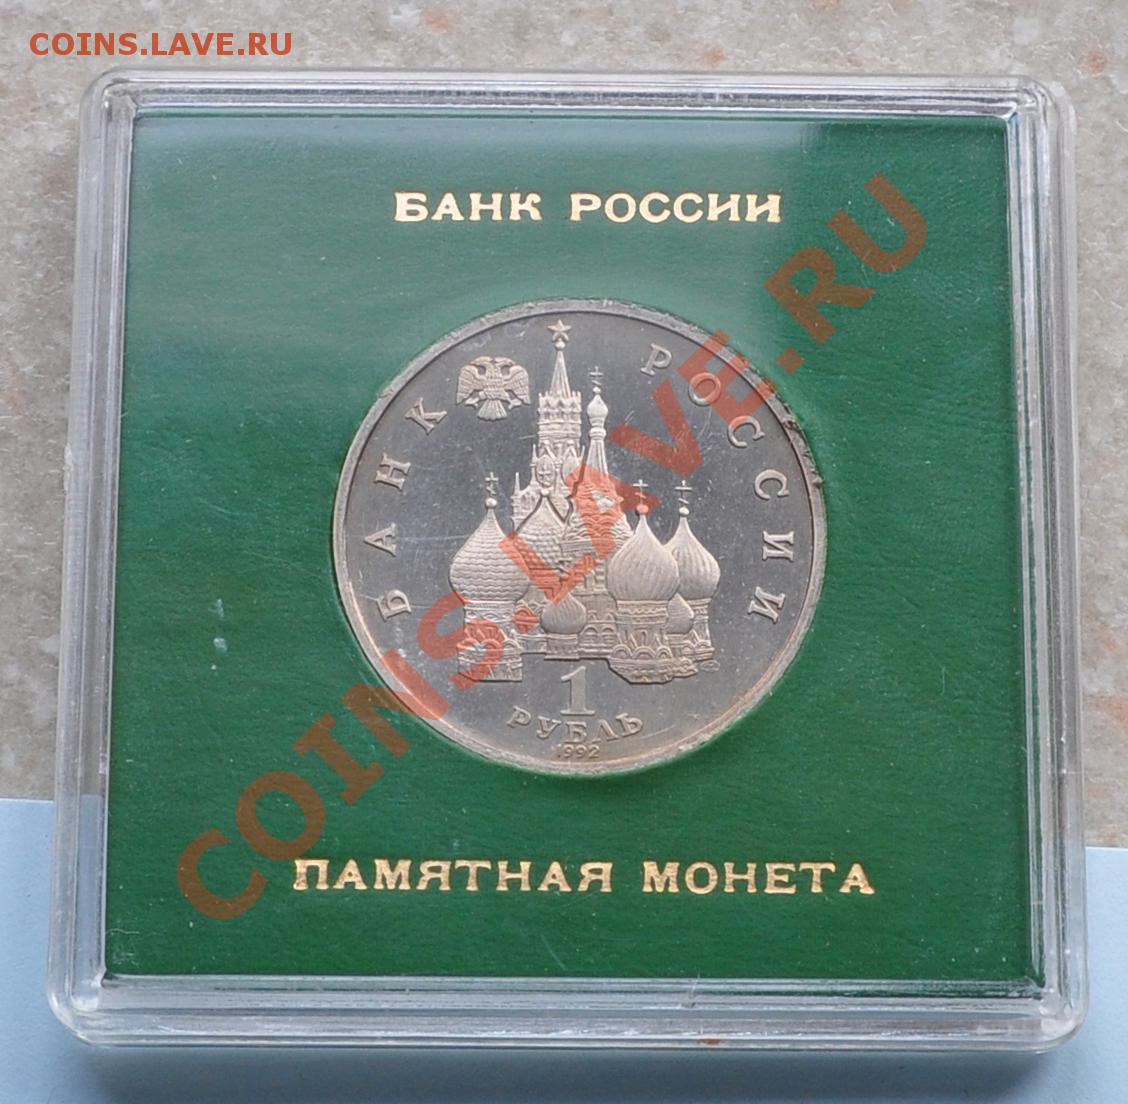 COINS.LAVE.RU
БАНК РОССИИ
БАНК РОССИИ
1
РУБЛЬ
1992
ПАМЯТНАЯ МОНЕТА
COINS.LAVE.RU